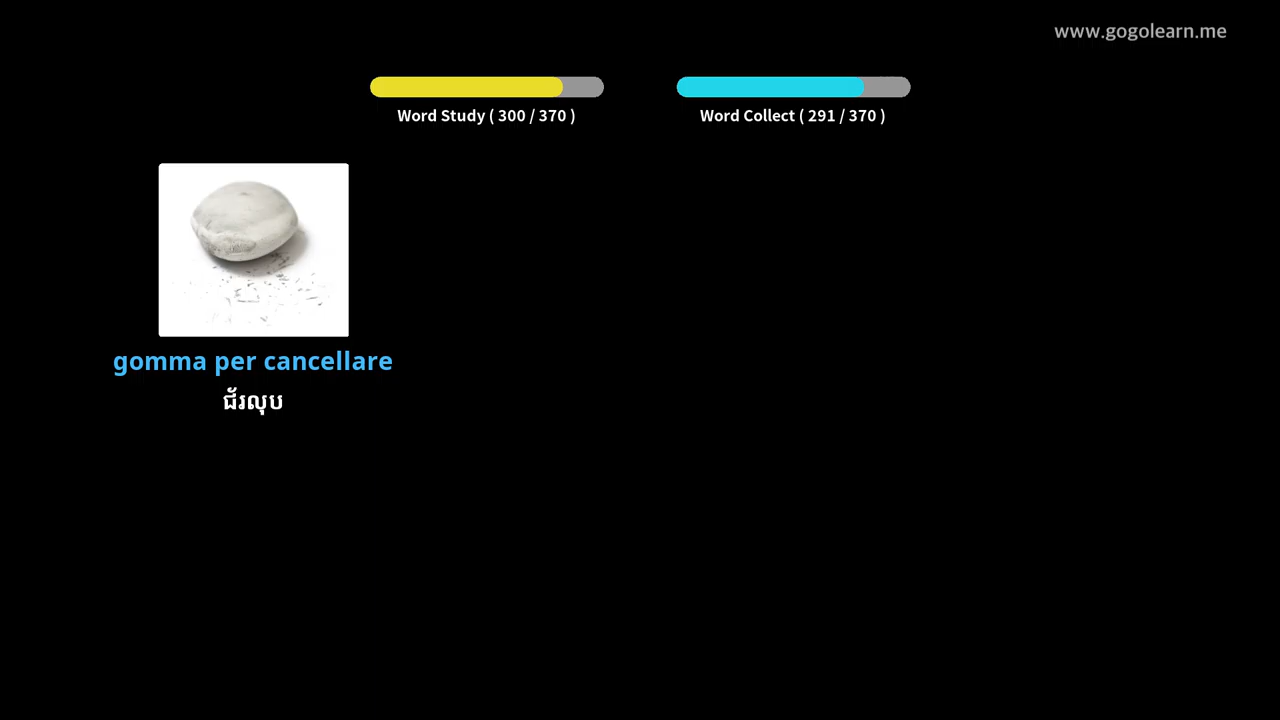 www.gogolearn.me
Word Study ( 300 / 370 )
Word Collect ( 291 / 370 )
gomma per cancellare
ជ័រលុប